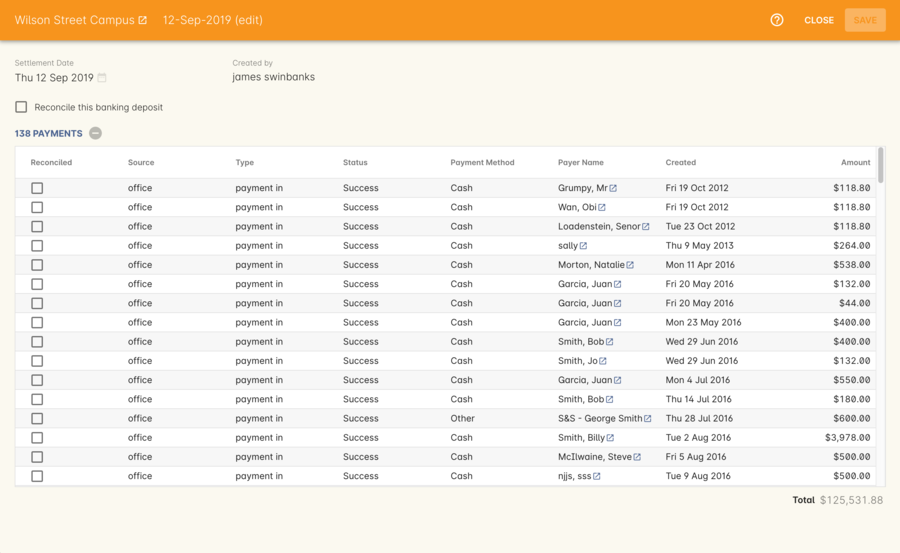 Wilson Street Campus 12-Sep-2019 (edit) CLOSE SAVE
Settlement Date Created by
Thu 12 Sep 2019 james swinbanks
Reconcile this banking deposit
138 PAYMENTS
Reconciled Source Type Status Payment Method Payer Name Created Amount
office payment in Success Cash Grumpy, Mr Fri 19 Oct 2012 $118.80
office payment in Success Cash Wan, Obi Fri 19 Oct 2012 $118.80
office payment in Success Cash Loadenstein, Senor Tue 23 Oct 2012 $118.80
office payment in Success Cash sally Thu 9 May 2013 $264.00
office payment in Success Cash Morton, Natalie Mon 11 Apr 2016 $538.00
office payment in Success Cash Garcia, Juan Fri 20 May 2016 $132.00
office payment in Success Cash Garcia, Juan Fri 20 May 2016 $44.00
office payment in Success Cash Garcia, Juan Mon 23 May 2016 $400.00
office payment in Success Cash Smith, Bob Wed 29 Jun 2016 $400.00
office payment in Success Cash Smith, Jo Wed 29 Jun 2016 $132.00
office payment in Success Cash Garcia, Juan Mon 4 Jul 2016 $550.00
office payment in Success Cash Smith, Bob Thu 14 Jul 2016 $180.00
office payment in Success Other S&S - George Smith Thu 28 Jul 2016 $600.00
office payment in Success Cash Smith, Billy Tue 2 Aug 2016 $3,978.00
office payment in Success Cash McIlwaine, Steve Fri 5 Aug 2016 $500.00
office payment in Success Cash njjs, sss Tue 9 Aug 2016 $500.00
Total $125,531.88